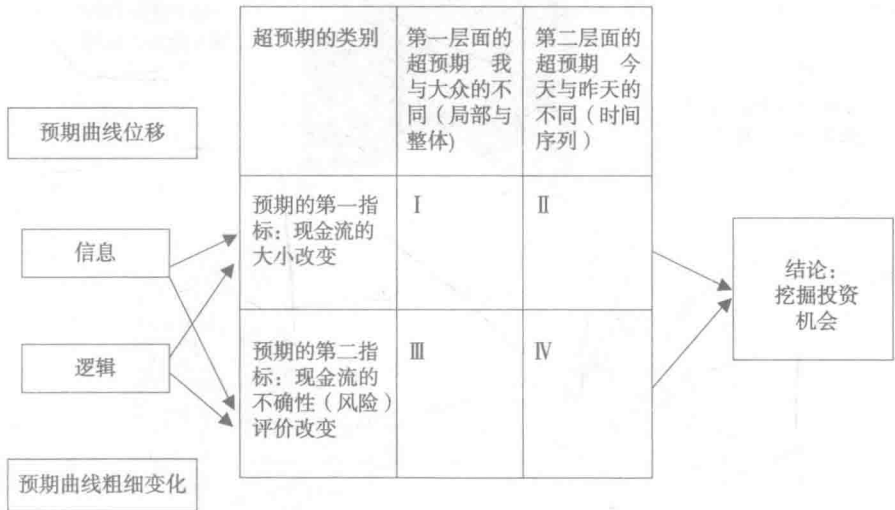 超预期的类别
第一层面的
超预期 我
与大众的不
同（局部与
整体)
第二层面的
超预期 今
天与昨天的
不同（时间
序列）
预期曲线位移
预期的第一指
标：现金流的
大小改变
Ⅰ
Ⅱ
信息
结论：
挖掘投资
机会
逻辑
预期的第二指
标：现金流的
不确性（风险）
评价改变
Ⅲ
Ⅳ
预期曲线粗细变化